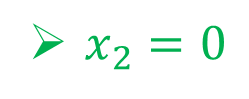 ➢ x₂ = 0